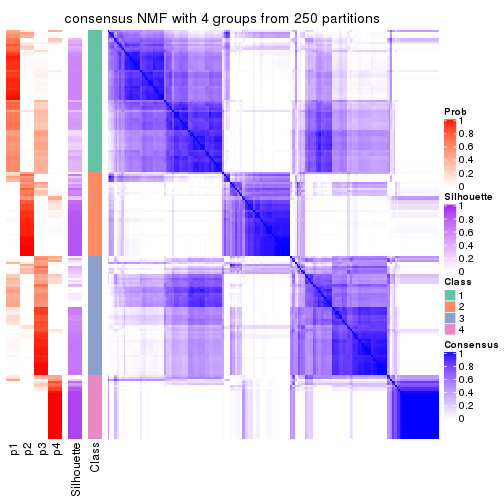 consensus NMF with 4 groups from 250 partitions
Prob
1
0.8
0.6
0.4
0.2
0
Silhouette
1
0.8
0.6
0.4
0.2
0
Class
1
2
3
4
Consensus
1
0.8
0.6
0.4
0.2
0
p1
p2
p3
p4
Silhouette
Class